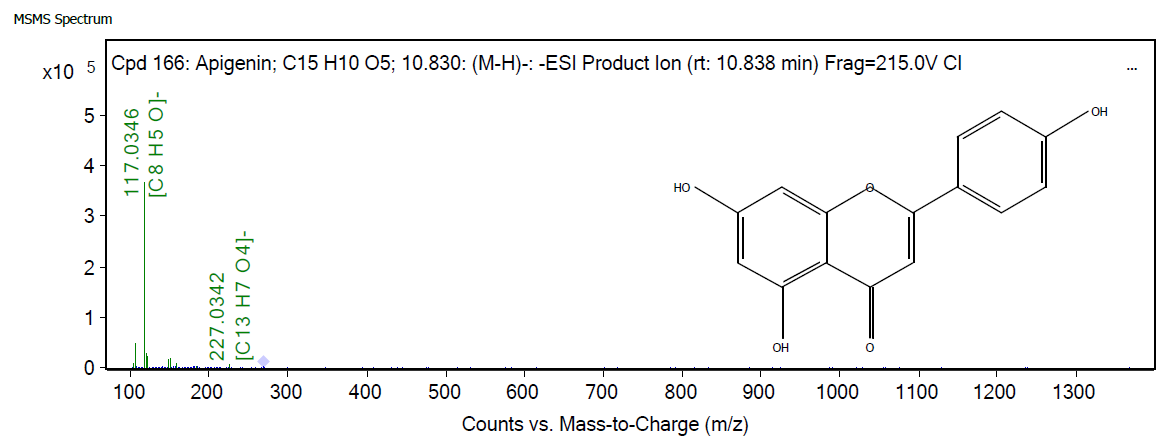 MSMS Spectrum
x10 5
Cpd 166: Apigenin; C15 H10 O5; 10.830: (M-H)-: -ESI Product Ion (rt: 10.838 min) Frag=215.0V CI
...
5
4
3
2
1
0
117.0346
[C8 H5 O]-
227.0342
[C13 H7 O4]-
OH
HO
O
OH
O
100 200 300 400 500 600 700 800 900 1000 1100 1200 1300
Counts vs. Mass-to-Charge (m/z)